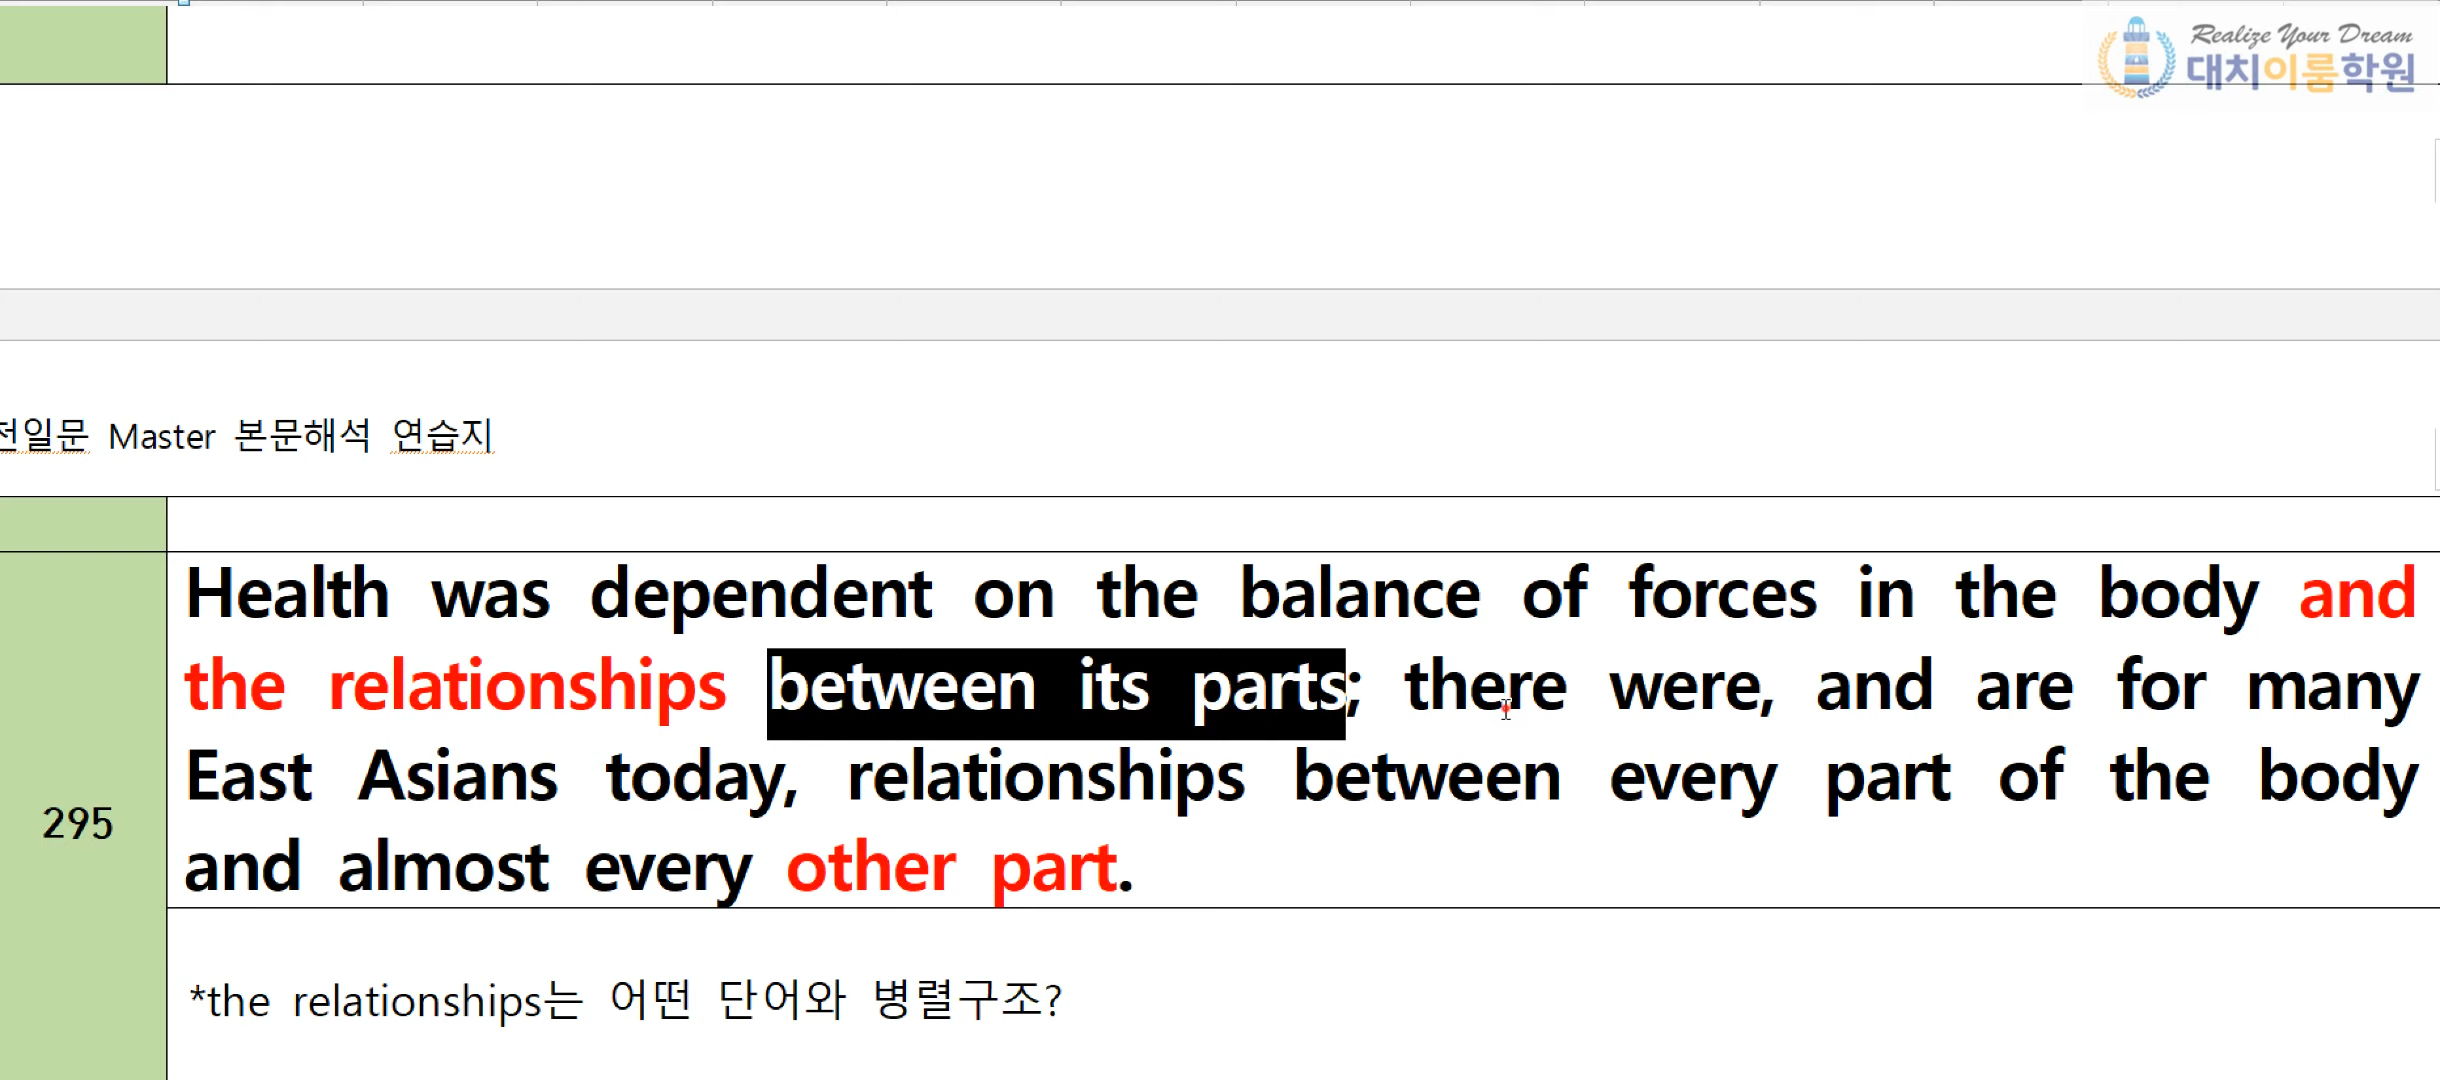 Realize Your Dream
대치이룸학원
천일문 Master 본문해석 연습지
Health was dependent on the balance of forces in the body and
the relationships between its parts; there were, and are for many
East Asians today, relationships between every part of the body
295
and almost every other part.
*the relationships는 어떤 단어와 병렬구조?